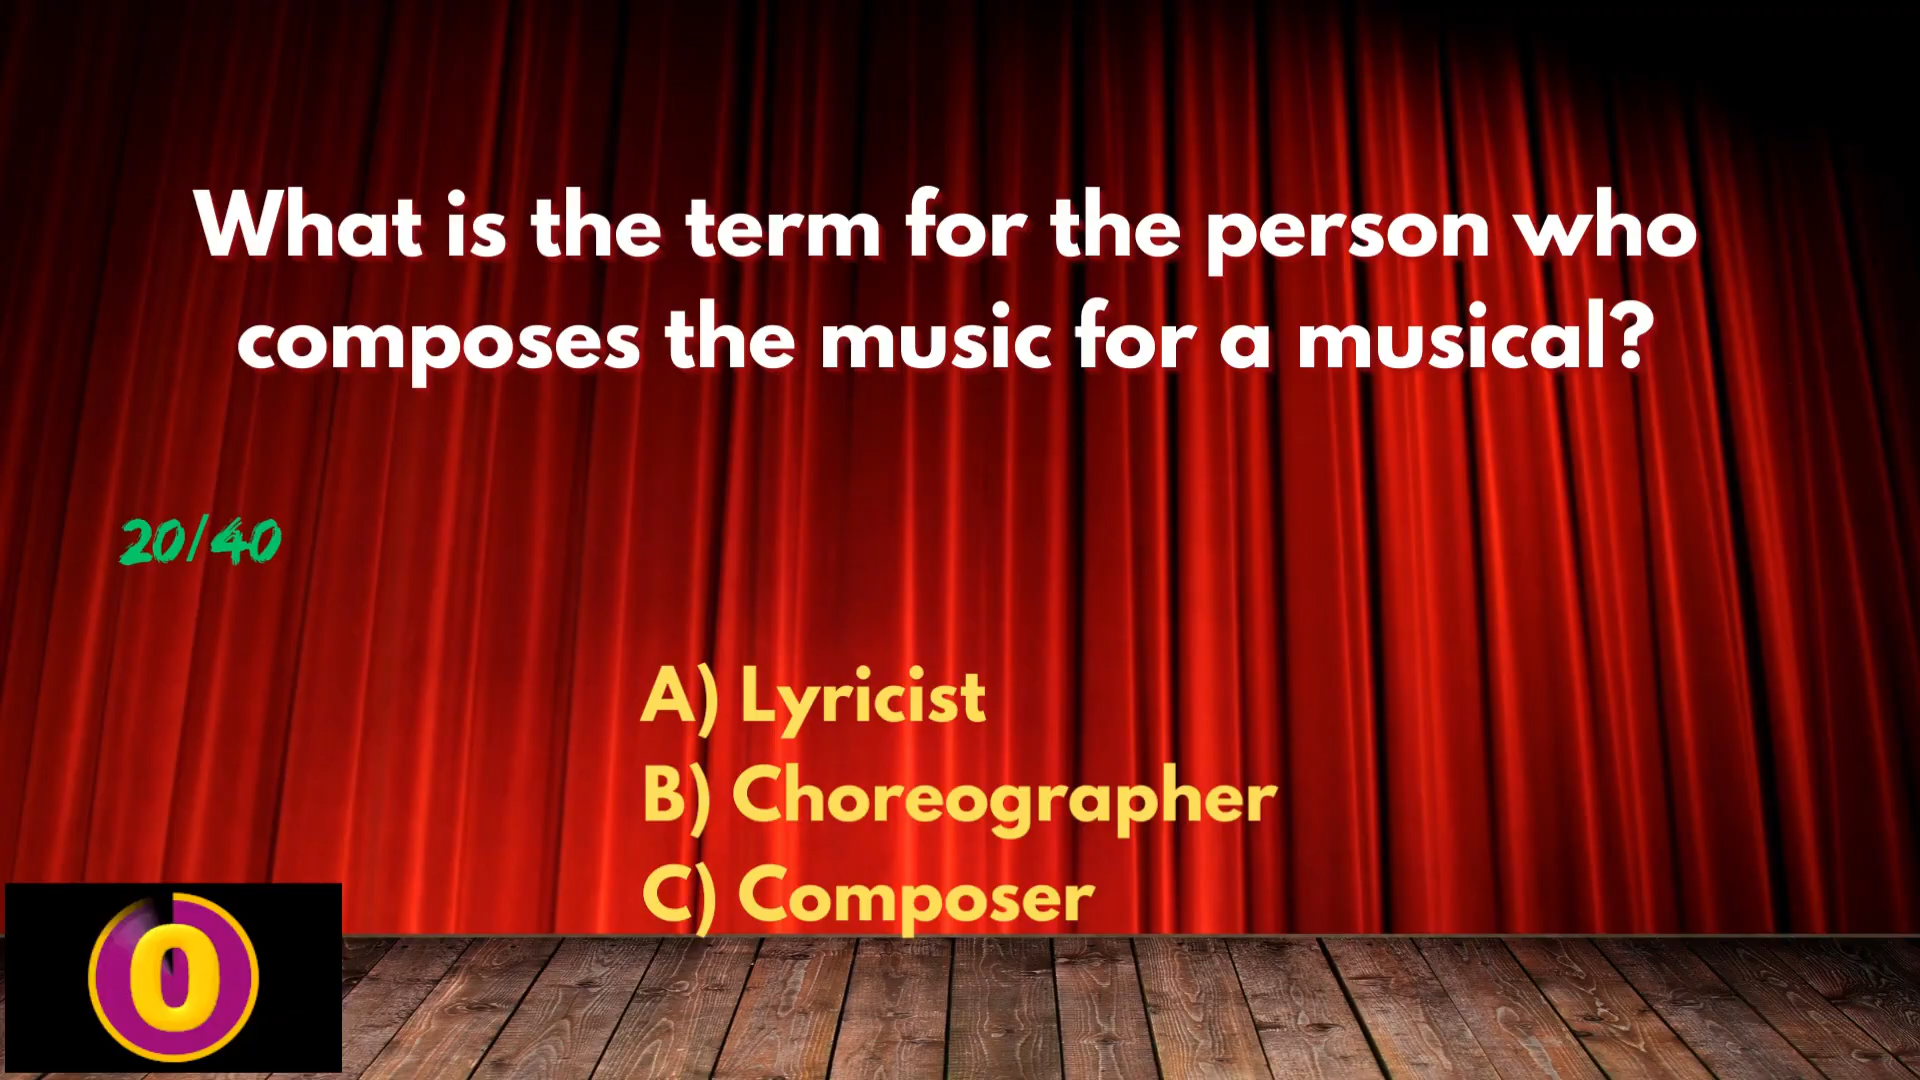 What is the term for the person who
composes the music for a musical?
20/40
A) Lyricist
B) Choreographer
C) Composer
0